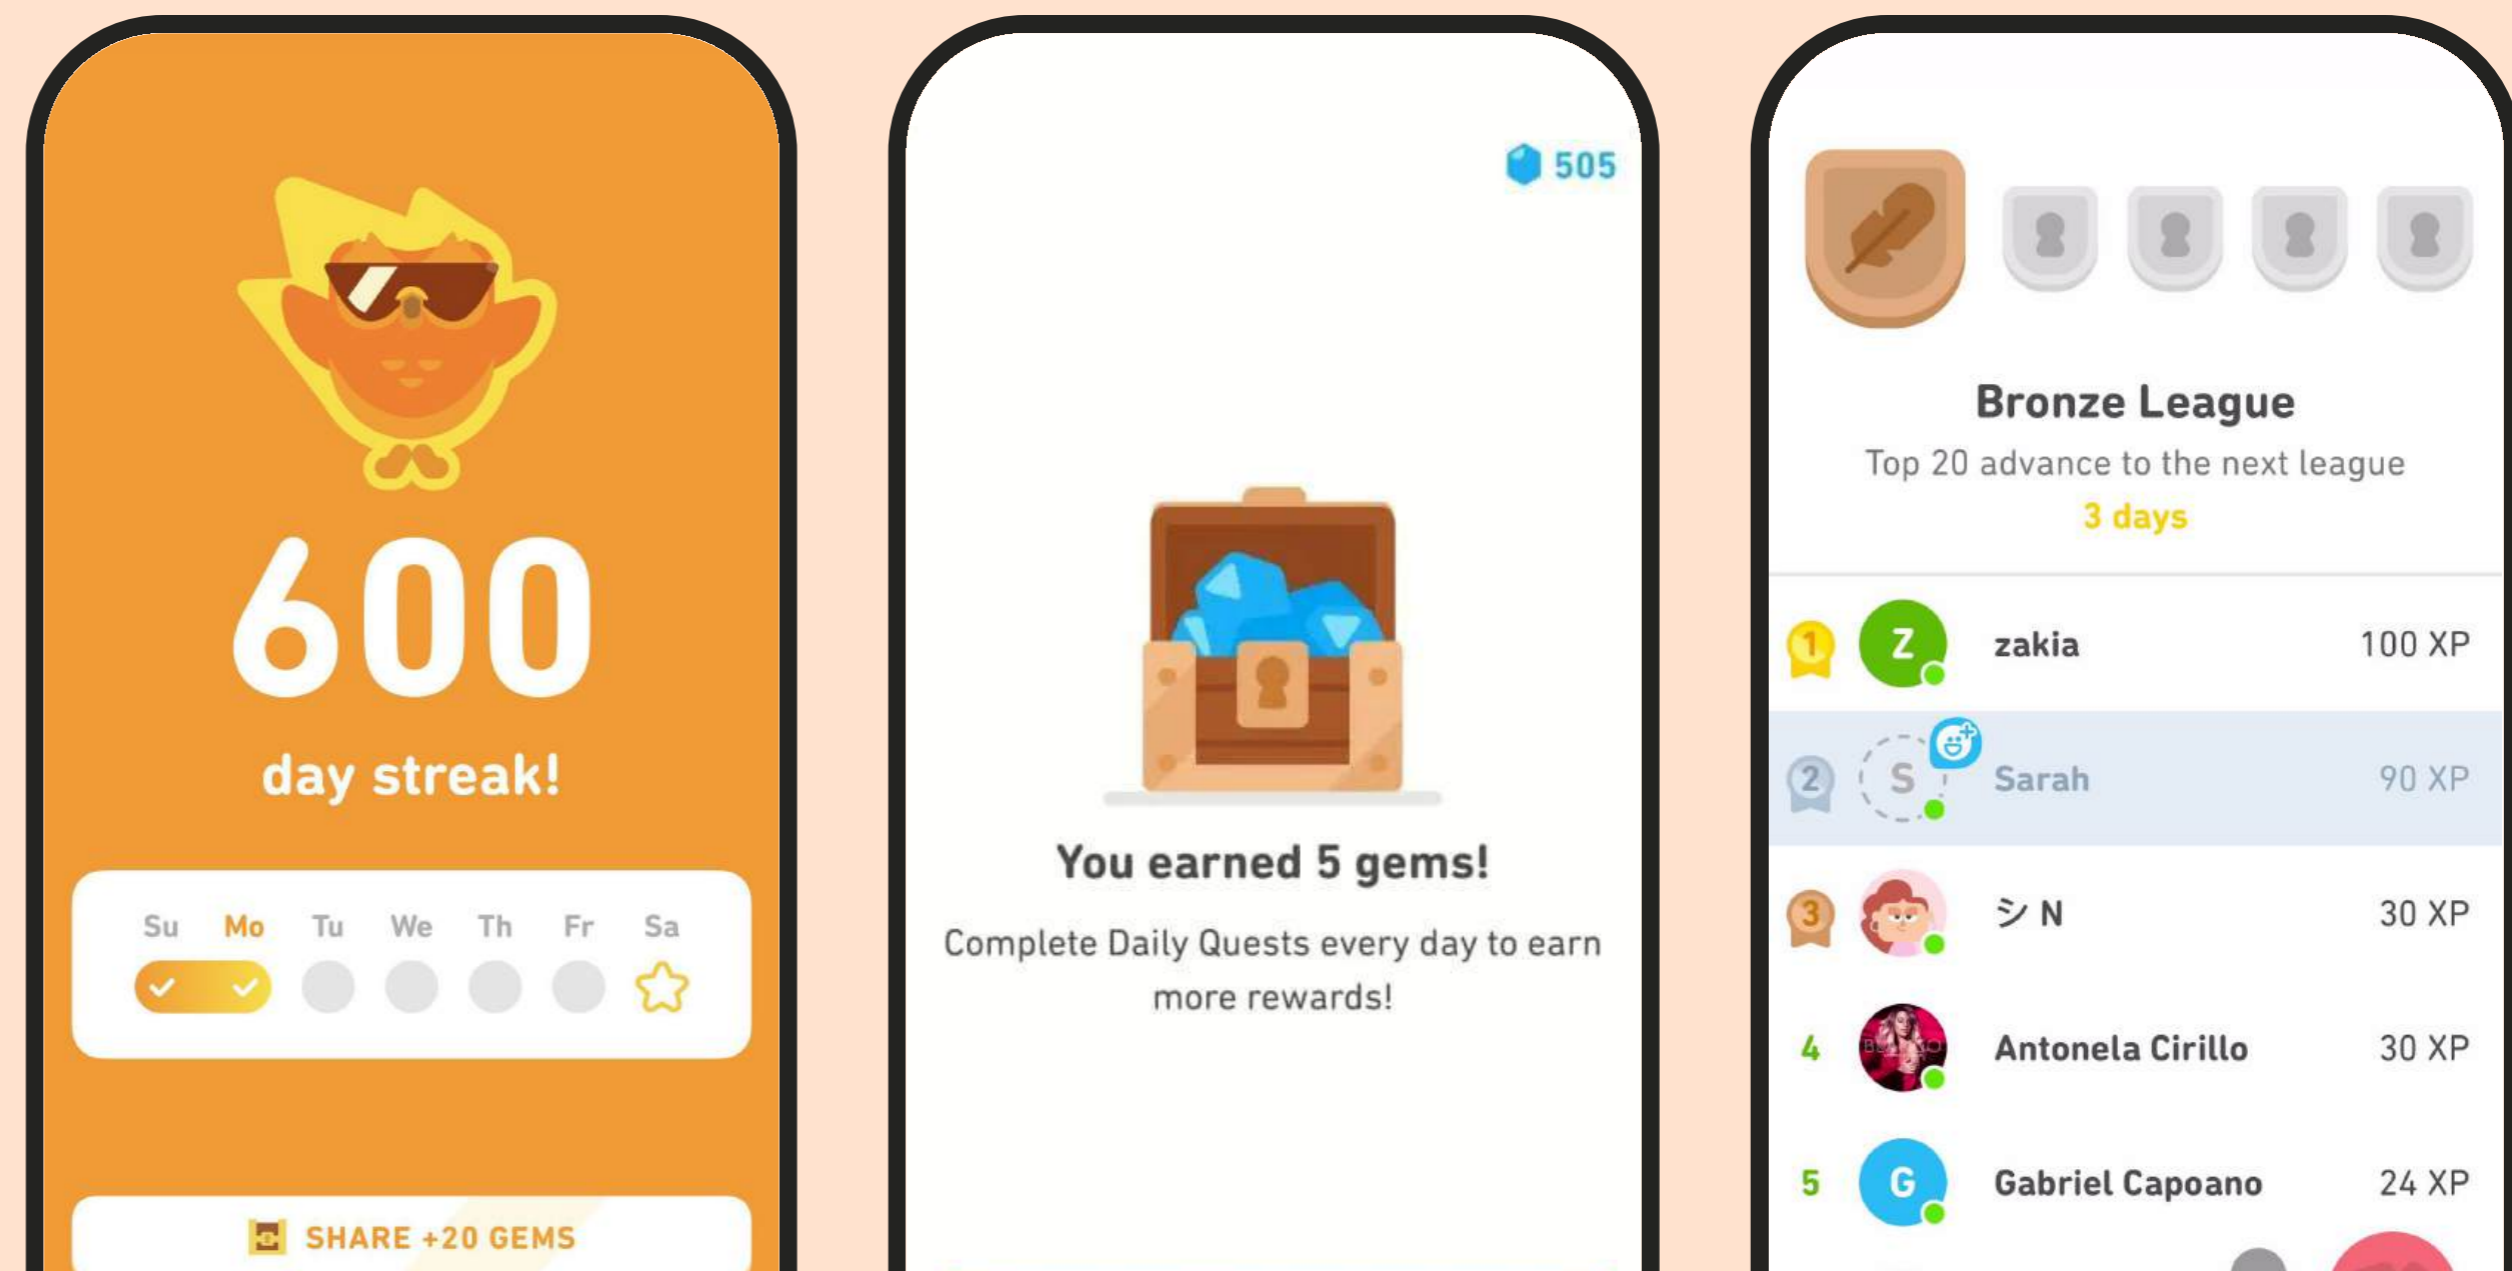 600
day streak!
Su Mo Tu We Th Fr Sa
SHARE +20 GEMS
505
You earned 5 gems!
Complete Daily Quests every day to earn
more rewards!
Bronze League
Top 20 advance to the next league
3 days
1 Z zakia 100 XP
2 S Sarah 90 XP
3 シ N 30 XP
4 Antonela Cirillo 30 XP
5 G Gabriel Capoano 24 XP